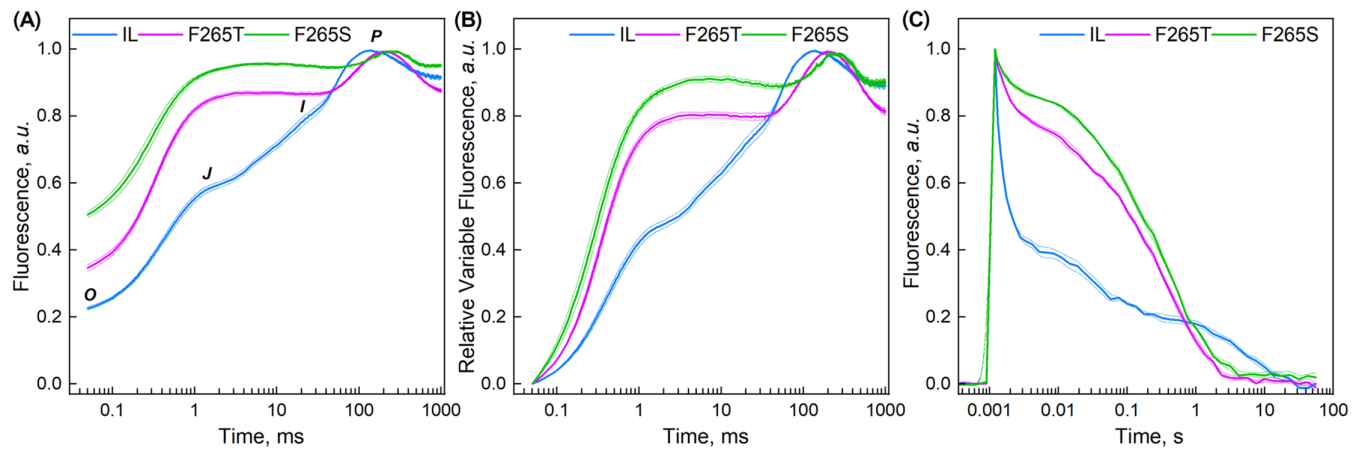 (A)
IL F265T F265S
P
I
J
O
Fluorescence, a.u.
1.0
0.8
0.6
0.4
0.2
0.0
0.1 1 10 100 1000
Time, ms
(B)
IL F265T F265S
Relative Variable Fluorescence, a.u.
1.0
0.8
0.6
0.4
0.2
0.0
0.1 1 10 100 1000
Time, ms
(C)
IL F265T F265S
Fluorescence, a.u.
1.0
0.8
0.6
0.4
0.2
0.0
0.001 0.01 0.1 1 10 100
Time, s